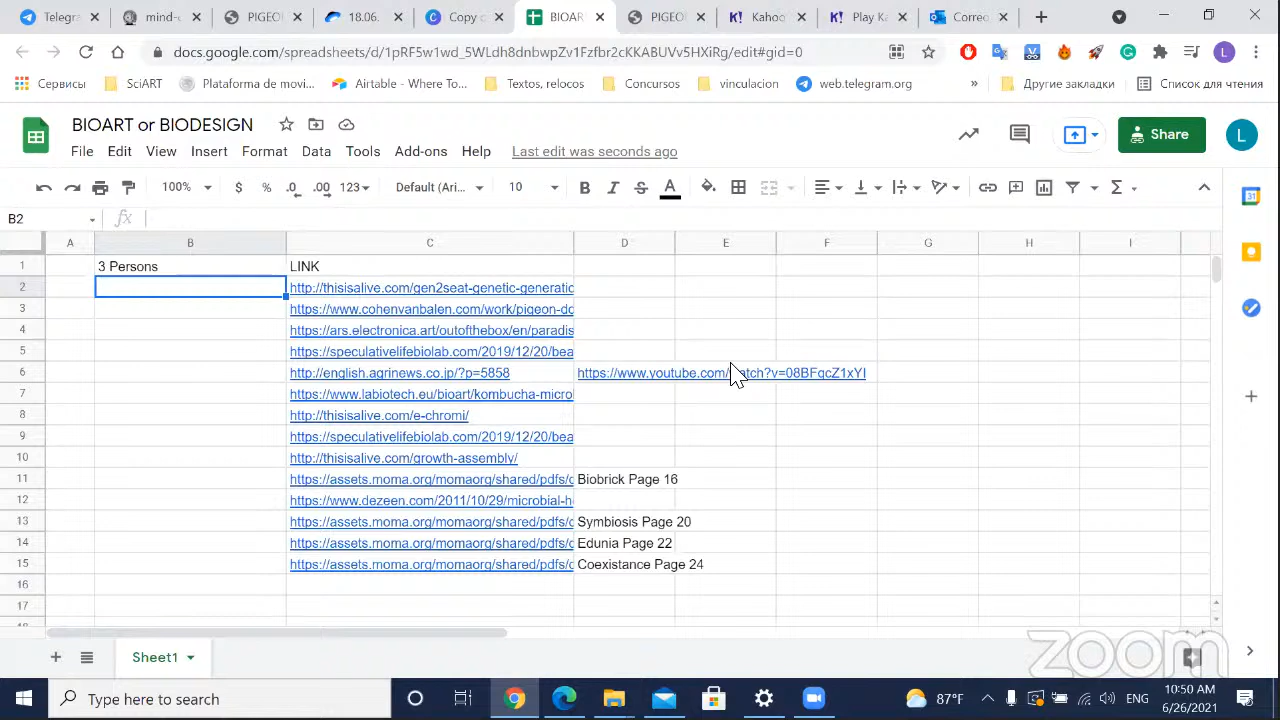 Telegra
mind-c
PIGEO
18.06.
Copy c
BIOAR
PIGEOI
Kahoo
Play Ka
Correo
docs.google.com/spreadsheets/d/1pRF5w1wd_5WLdh8dnbwpZv1Fzfbr2cKKABUVv5HXiRg/edit#gid=0
Сервисы
SciART
Plataforma de movi...
Airtable - Where To...
Textos, relocos
Concursos
vinculacion
web.telegram.org
»
Другие закладки
Список для чтения
BIOART or BIODESIGN
File Edit View Insert Format Data Tools Add-ons Help Last edit was seconds ago
Share
L
100% $ % .0 .00 123 Default (Ari... 10 B I S A
B2 fx
A B C D E F G H I
1 3 Persons LINK
2 http://thisisalive.com/gen2seat-genetic-generatic
3 https://www.cohenvanbalen.com/work/pigeon-dc
4 https://ars.electronica.art/outofthebox/en/paradis
5 https://speculativelifebiolab.com/2019/12/20/bea
6 http://english.agrinews.co.jp/?p=5858 https://www.youtube.com/watch?v=08BFqcZ1xYI
7 https://www.labiotech.eu/bioart/kombucha-micro
8 http://thisisalive.com/e-chromi/
9 https://speculativelifebiolab.com/2019/12/20/bea
10 http://thisisalive.com/growth-assembly/
11 https://assets.moma.org/momaorg/shared/pdfs/c Biobrick Page 16
12 https://www.dezeen.com/2011/10/29/microbial-h
13 https://assets.moma.org/momaorg/shared/pdfs/c Symbiosis Page 20
14 https://assets.moma.org/momaorg/shared/pdfs/c Edunia Page 22
15 https://assets.moma.org/momaorg/shared/pdfs/c Coexistance Page 24
16
17
Sheet1
zoom
Type here to search
87°F
ENG
10:50 AM
6/26/2021